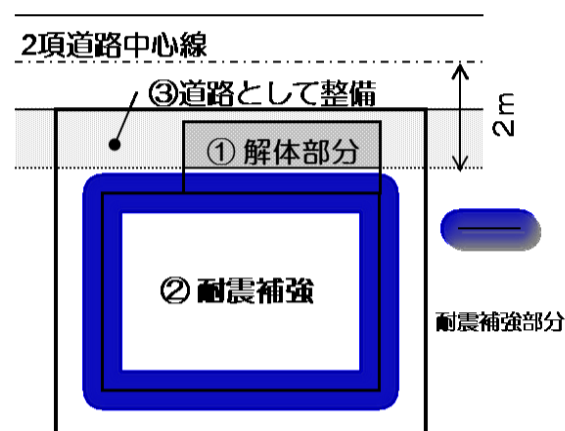 2項道路中心線
③道路として整備
2m
①解体部分
②耐震補強
耐震補強部分